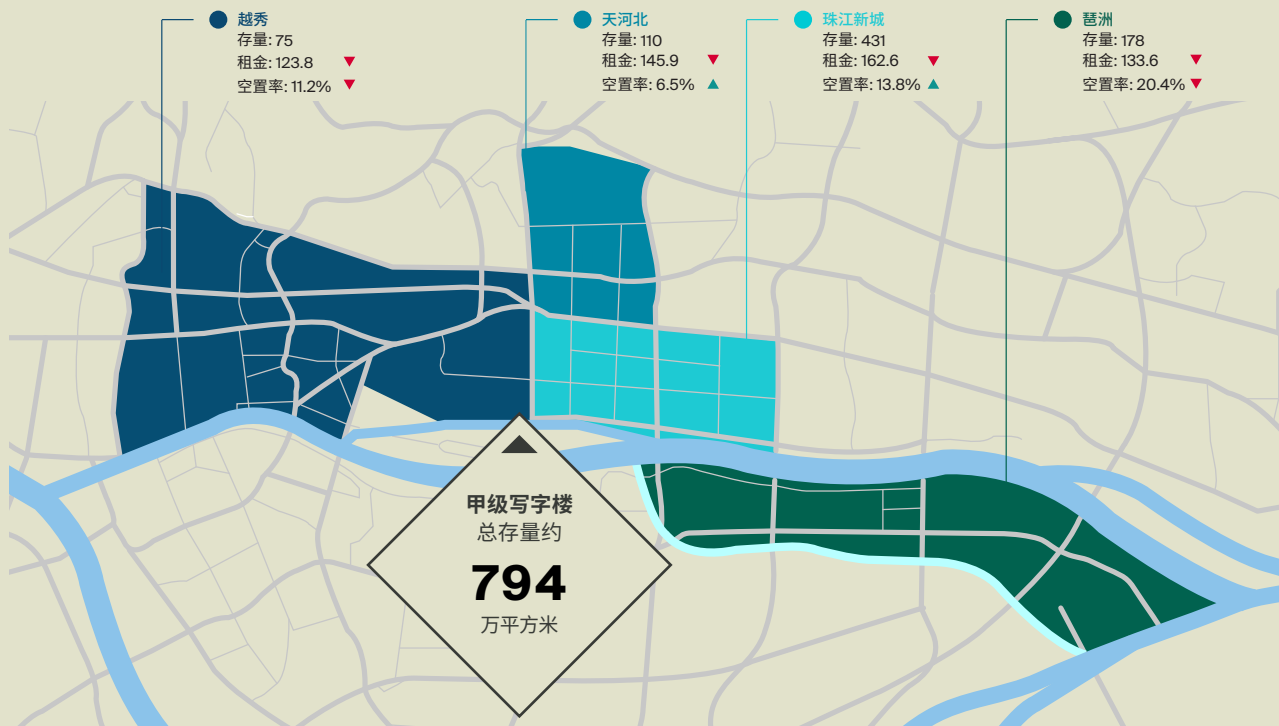 越秀
存量: 75
租金: 123.8
空置率: 11.2%
天河北
存量: 110
租金: 145.9
空置率: 6.5%
珠江新城
存量: 431
租金: 162.6
空置率: 13.8%
琶洲
存量: 178
租金: 133.6
空置率: 20.4%
甲级写字楼
总存量约
794
万平方米